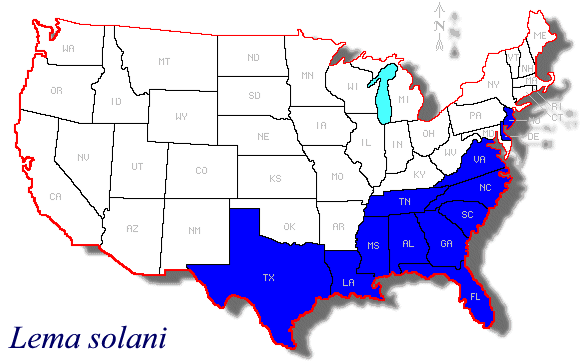 N
N
ME
WA
MT
ND
MN
VT
NH
OR
ID
SD
WI
MI
NY
MA
WY
RI
CT
IA
PA
NJ
NV
UT
NE
IL
IN
OH
MD
DE
CO
WV
VA
CA
KS
MO
KY
NC
TN
AZ
NM
OK
AR
SC
MS
AL
GA
TX
LA
FL
Lema solani